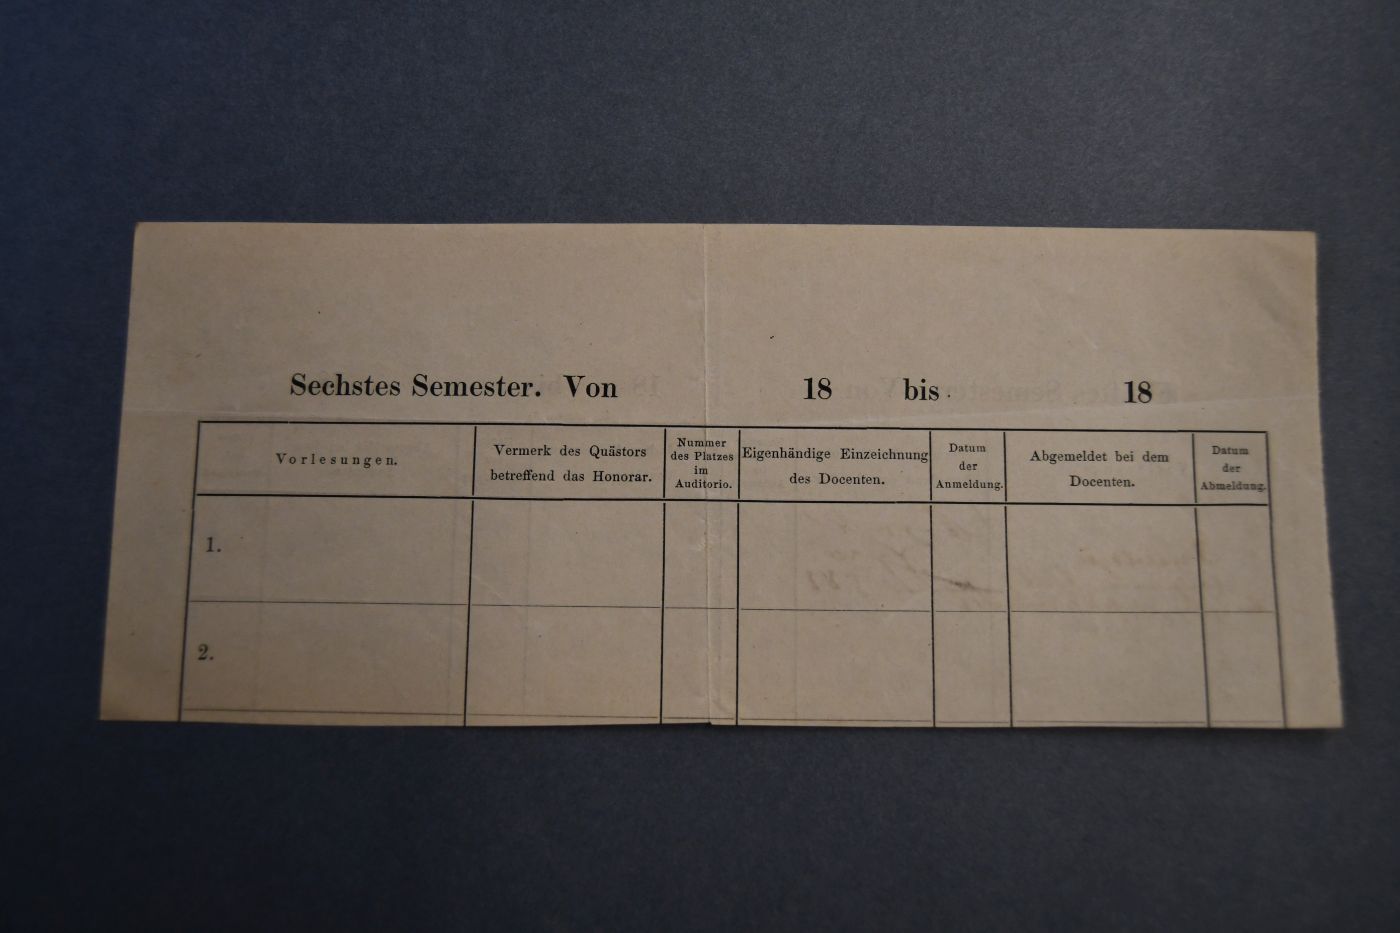 Sechstes Semester. Von 18 bis 18
Vorlesungen.
Vermerk des Quästors
betreffend das Honorar.
Nummer
des Platzes
im
Auditorio.
Eigenhändige Einzeichnung
des Docenten.
Datum
der
Anmeldung.
Abgemeldet bei dem
Docenten.
Datum
der
Abmeldung.
1.
2.